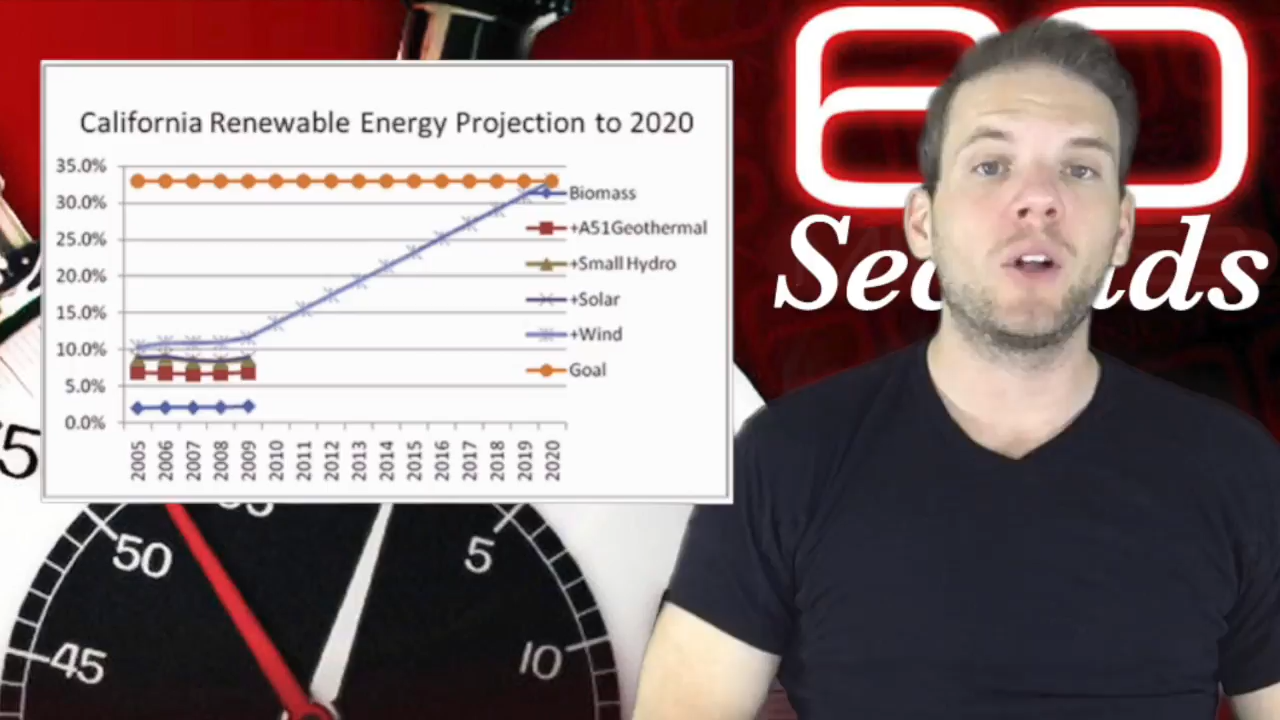 California Renewable Energy Projection to 2020
35.0%
30.0%
25.0%
20.0%
15.0%
10.0%
5.0%
0.0%
2005 2006 2007 2008 2009 2010 2011 2012 2013 2014 2015 2016 2017 2018 2019 2020
Biomass
+A51Geothermal
+Small Hydro
+Solar
+Wind
Goal
50
5
45
10